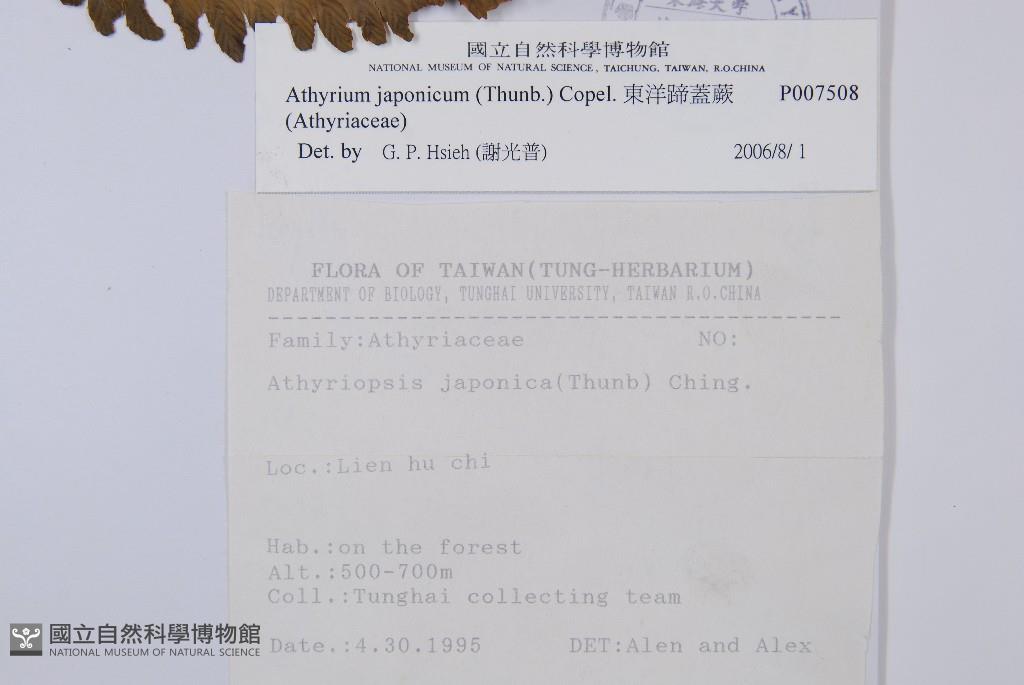 東海大學
國立自然科學博物館
NATIONAL MUSEUM OF NATURAL SCIENCE, TAICHUNG, TAIWAN, R.O.CHINA
Athyrium japonicum (Thunb.) Copel. 東洋蹄蓋蕨 P007508
(Athyriaceae)
Det. by G. P. Hsieh (謝光普) 2006/8/ 1
FLORA OF TAIWAN(TUNG-HERBARIUM)
DEPARTMENT OF BIOLOGY, TUNGHAI UNIVERSITY, TAIWAN R.O.CHINA
Family:Athyriaceae NO:
Athyriopsis japonica(Thunb) Ching.
Loc.:Lien hu chi
Hab.:on the forest
Alt.:500-700m
Coll.:Tunghai collecting team
Date.:4.30.1995 DET:Alen and Alex
國立自然科學博物館
NATIONAL MUSEUM OF NATURAL SCIENCE